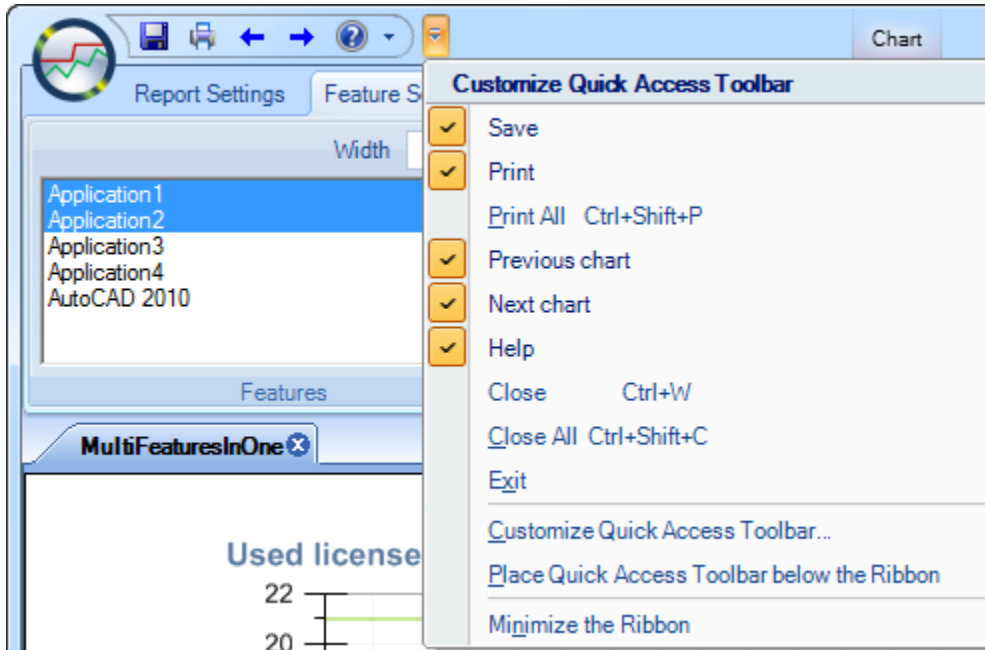 Chart
Report Settings
Feature S
Width
Application1
Application2
Application3
Application4
AutoCAD 2010
Features
MultiFeaturesInOne
Used license
22
20
Customize Quick Access Toolbar
Save
Print
Print All Ctrl+Shift+P
Previous chart
Next chart
Help
Close Ctrl+W
Close All Ctrl+Shift+C
Exit
Customize Quick Access Toolbar...
Place Quick Access Toolbar below the Ribbon
Minimize the Ribbon